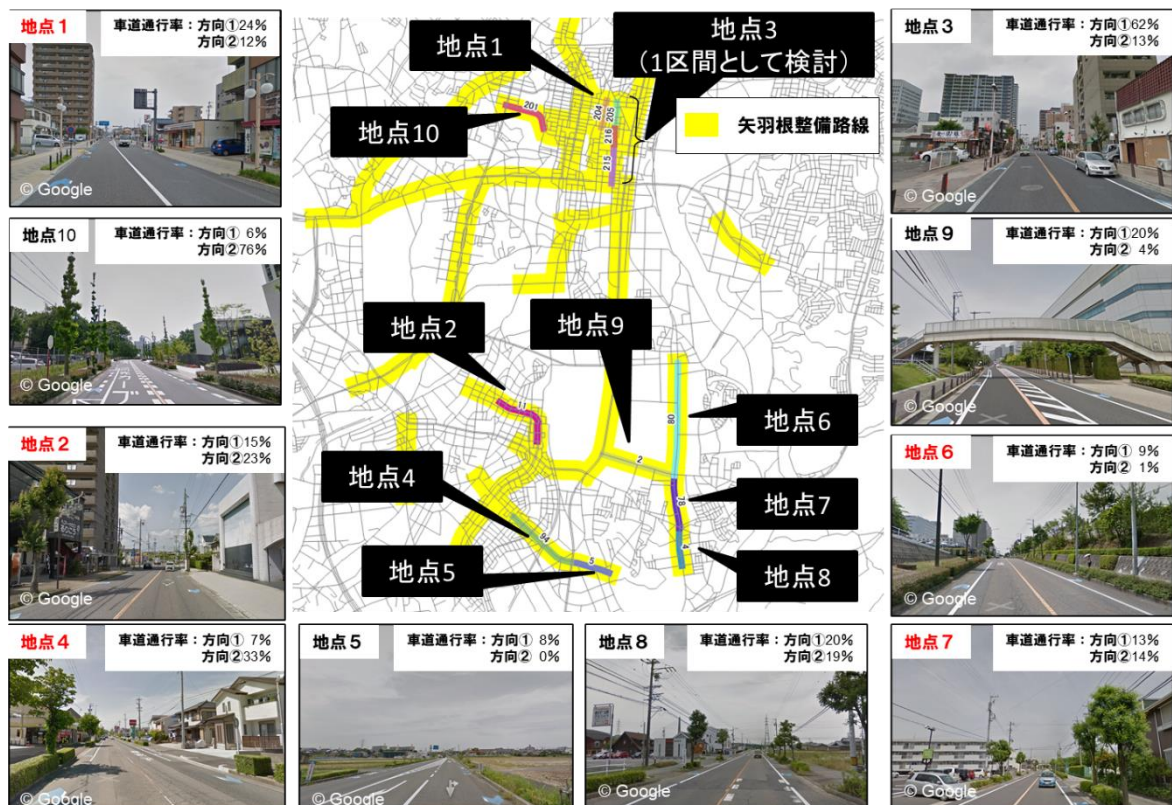 地点1
車道通行率：方向①24%
方向②12%
© Google
地点10
車道通行率：方向① 6%
方向②76%
© Google
地点2
車道通行率：方向①15%
方向②23%
© Google
地点4
車道通行率：方向① 7%
方向②33%
© Google
地点5
車道通行率：方向① 8%
方向② 0%
© Google
地点8
車道通行率：方向①20%
方向②19%
© Google
地点7
車道通行率：方向①13%
方向②14%
© Google
地点6
車道通行率：方向① 9%
方向② 1%
© Google
地点9
車道通行率：方向①20%
方向② 4%
© Google
地点3
車道通行率：方向①62%
方向②13%
© Google
地点1
地点3
（1区間として検討）
矢羽根整備路線
地点10
201
204
205
216
215
地点2
11
地点9
2
地点6
80
地点7
78
地点8
4
地点4
94
地点5
5